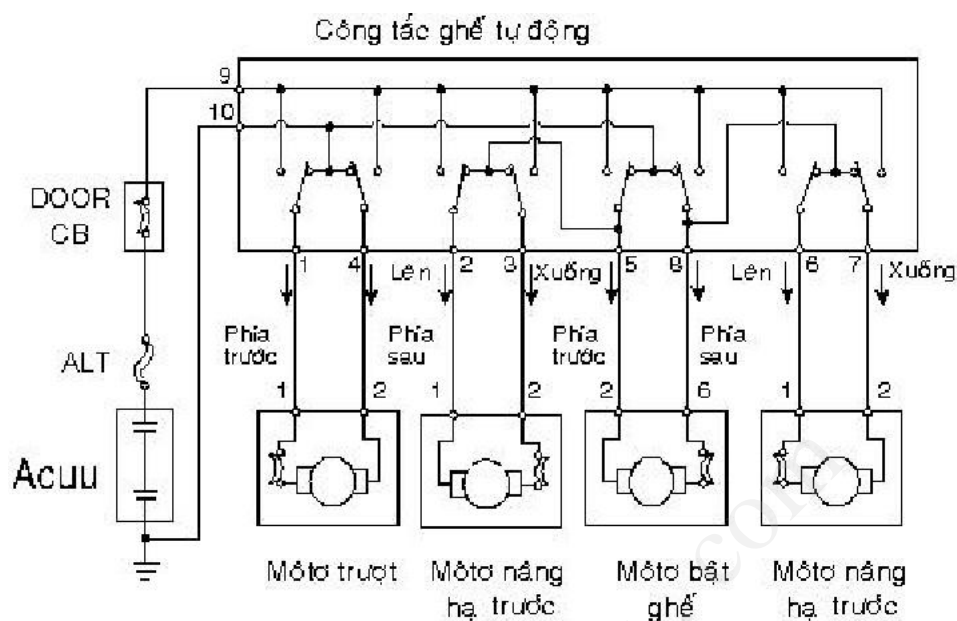 Công tắc ghế tự động
9
10
DOOR
CB
ALT
Acuu
1
4
Lên
2
3
Xuống
5
8
Lên
6
7
Xuống
Phía
trước
Phía
sau
Phía
trước
Phía
sau
1
2
1
2
2
6
1
2
Môtơ trượt
Môtơ nâng
hạ trước
Môtơ bật
ghế
Môtơ nâng
hạ trước
com